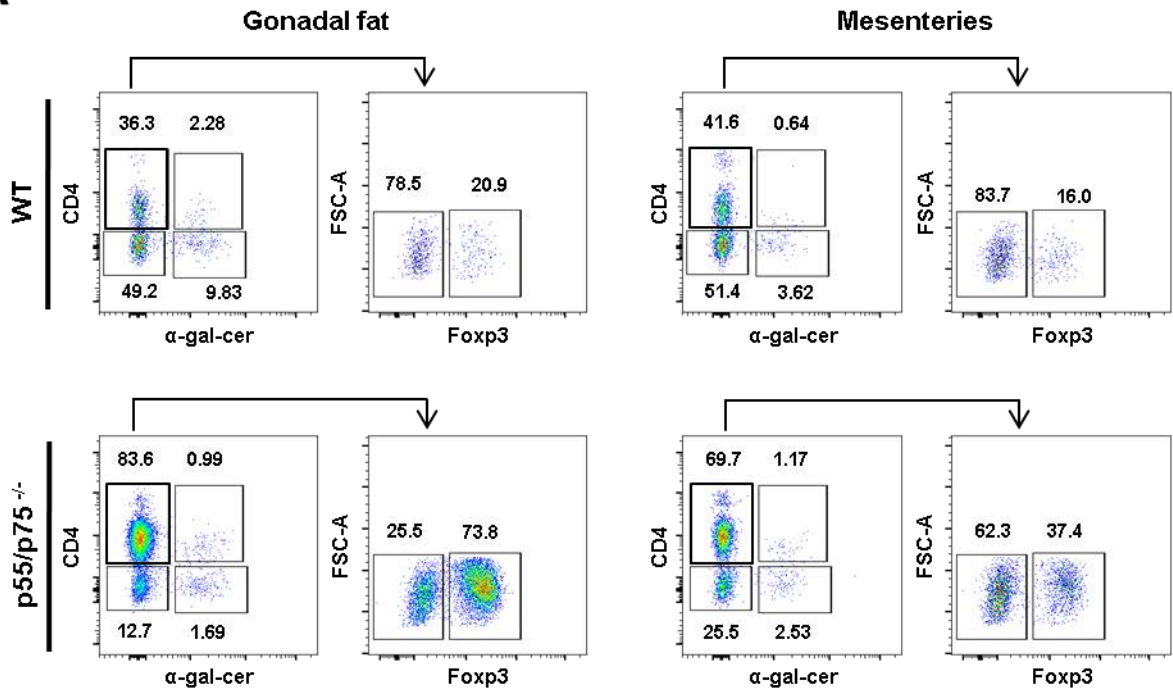 Gonadal fat
Mesenteries
WT
CD4
36.3 2.28
49.2 9.83
α-gal-cer
FSC-A
78.5 20.9
Foxp3
CD4
41.6 0.64
51.4 3.62
α-gal-cer
FSC-A
83.7 16.0
Foxp3
p55/p75 -/-
CD4
83.6 0.99
12.7 1.69
α-gal-cer
FSC-A
25.5 73.8
Foxp3
CD4
69.7 1.17
25.5 2.53
α-gal-cer
FSC-A
62.3 37.4
Foxp3